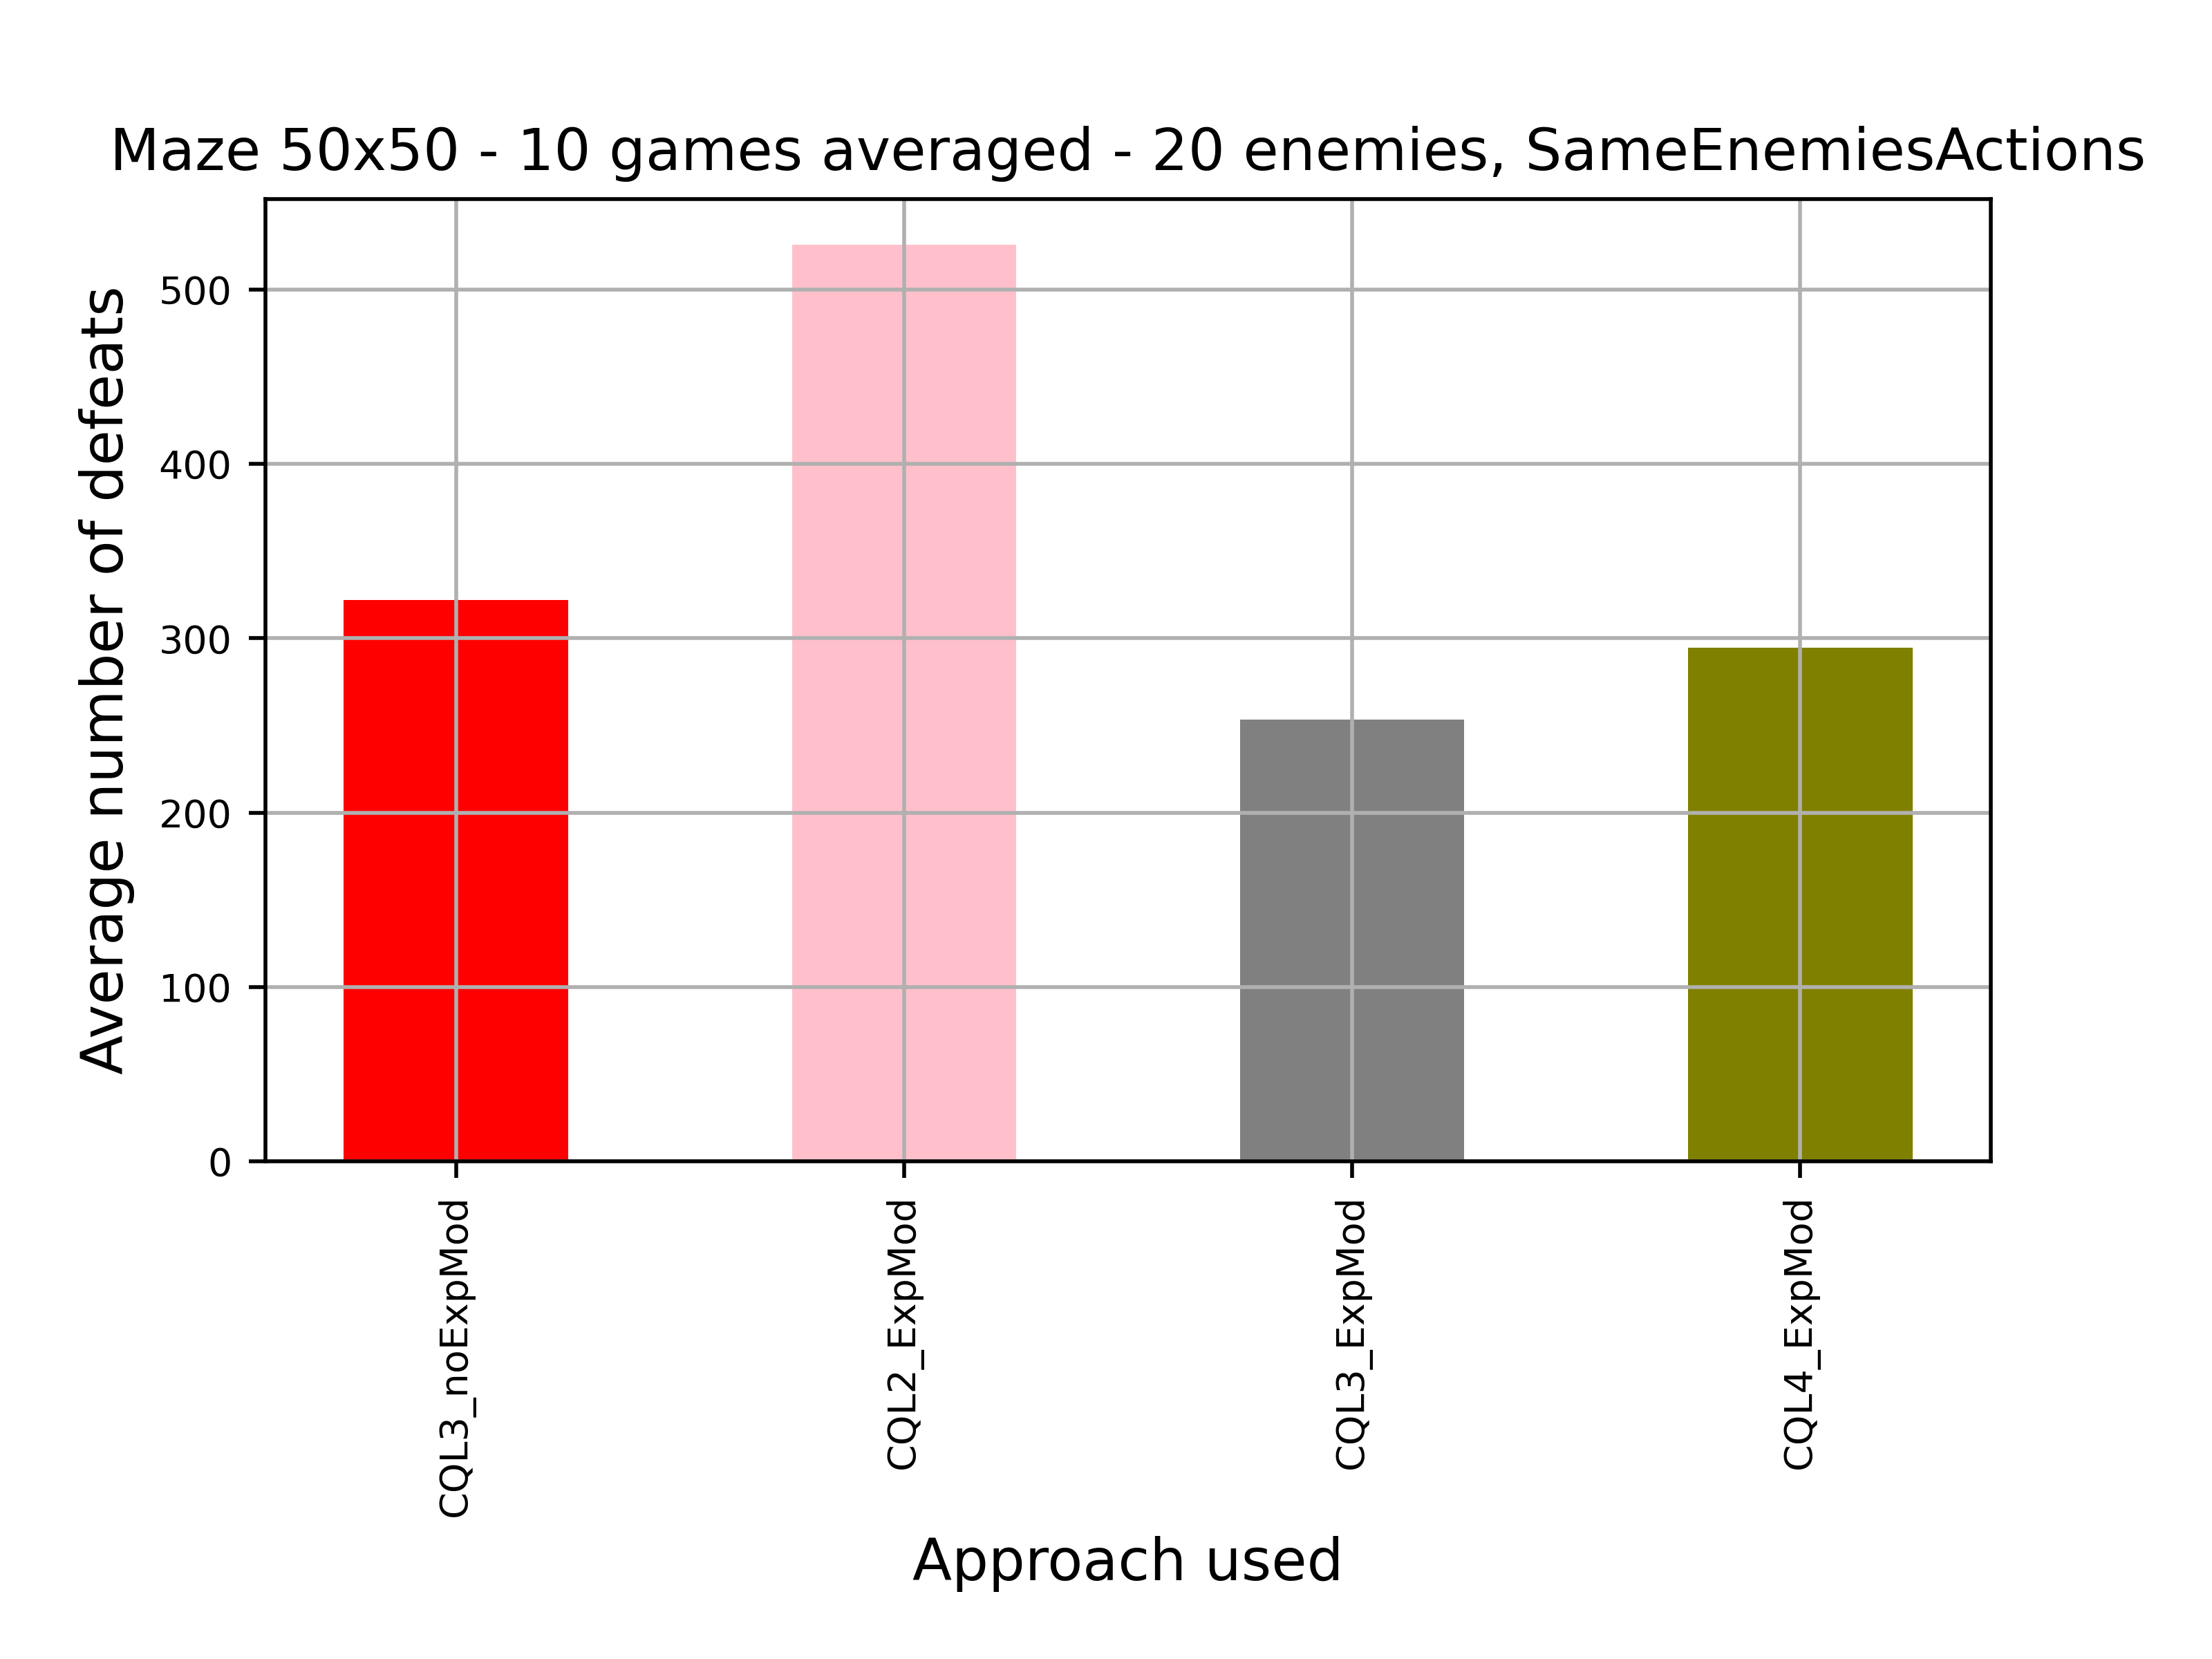 Maze 50x50 - 10 games averaged - 20 enemies, SameEnemiesActions
Average number of defeats
500
400
300
200
100
0
CQL3_noExpMod
CQL2_ExpMod
CQL3_ExpMod
CQL4_ExpMod
Approach used